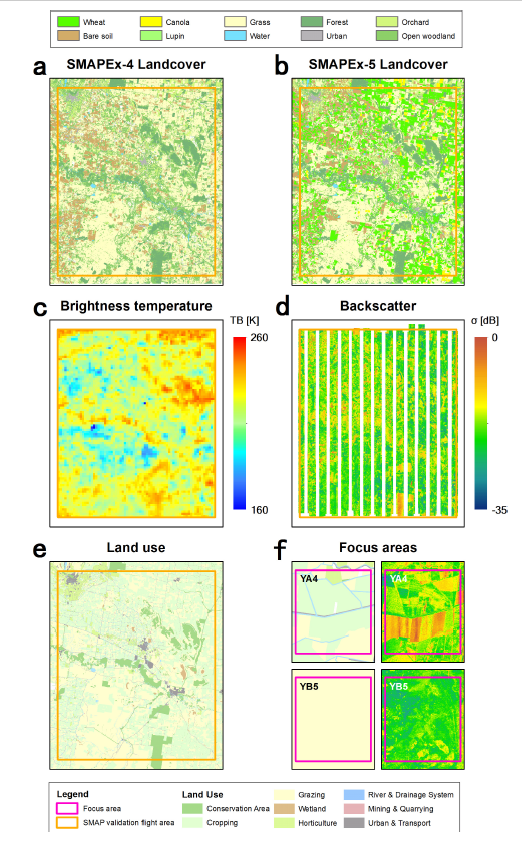 Wheat Canola Grass Forest Orchard
Bare soil Lupin Water Urban Open woodland
a SMAPEx-4 Landcover
b SMAPEx-5 Landcover
c Brightness temperature
TB [K]
260
160
d Backscatter
σ [dB]
0
-35
e Land use
f Focus areas
YA4 YA4
YB5 YB5
Legend
Focus area
SMAP validation flight area
Land Use
Conservation Area
Cropping
Grazing
Wetland
Horticulture
River & Drainage System
Mining & Quarrying
Urban & Transport